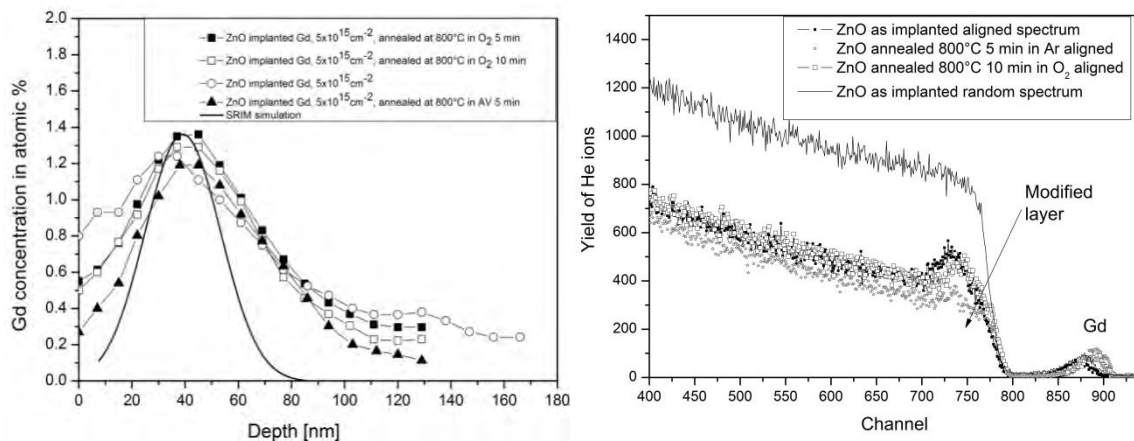 ZnO implanted Gd, 5x10¹⁵cm⁻², annealed at 800°C in O₂ 5 min
ZnO implanted Gd, 5x10¹⁵cm⁻², annealed at 800°C in O₂ 10 min
ZnO implanted Gd, 5x10¹⁵cm⁻²
ZnO implanted Gd, 5x10¹⁵cm⁻², annealed at 800°C in AV 5 min
SRIM simulation
Gd concentration in atomic %
2.0
1.8
1.6
1.4
1.2
1.0
0.8
0.6
0.4
0.2
0.0
0 20 40 60 80 100 120 140 160 180
Depth [nm]
ZnO as implanted aligned spectrum
ZnO annealed 800°C 5 min in Ar aligned
ZnO annealed 800°C 10 min in O₂ aligned
ZnO as implanted random spectrum
Yield of He ions
1200
1000
800
600
400
200
0
Modified
layer
Gd
400 450 500 550 600 650 700 750 800 850 900
Channel